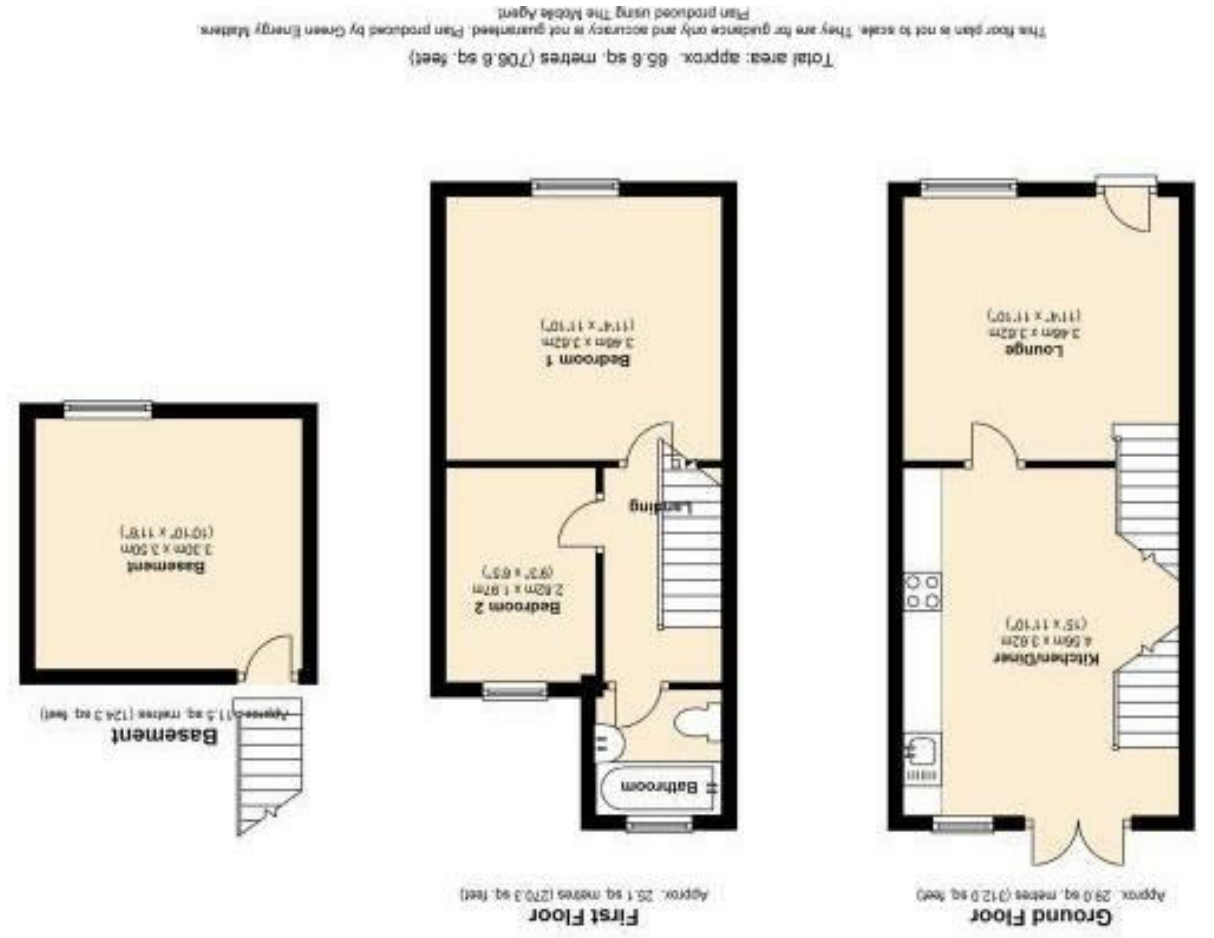 Ground Floor
Approx. 29.0 sq. metres (312.0 sq. feet)
Kitchen/Diner
4.56m x 3.62m
(15' x 11'10")
Lounge
3.46m x 3.62m
(11'4" x 11'10")
First Floor
Approx. 25.1 sq. metres (270.3 sq. feet)
Bathroom
Bedroom 2
2.82m x 1.97m
(9'3" x 6'5")
Landing
Bedroom 1
3.46m x 3.62m
(11'4" x 11'10")
Basement
Approx. 11.5 sq. metres (124.3 sq. feet)
Basement
3.30m x 3.50m
(10'10" x 11'6")
Total area: approx. 65.6 sq. metres (706.6 sq. feet)
This floor plan is not to scale. They are for guidance only and accuracy is not guaranteed. Plan produced by Green Energy Matters
Plan produced using The Mobile Agent.